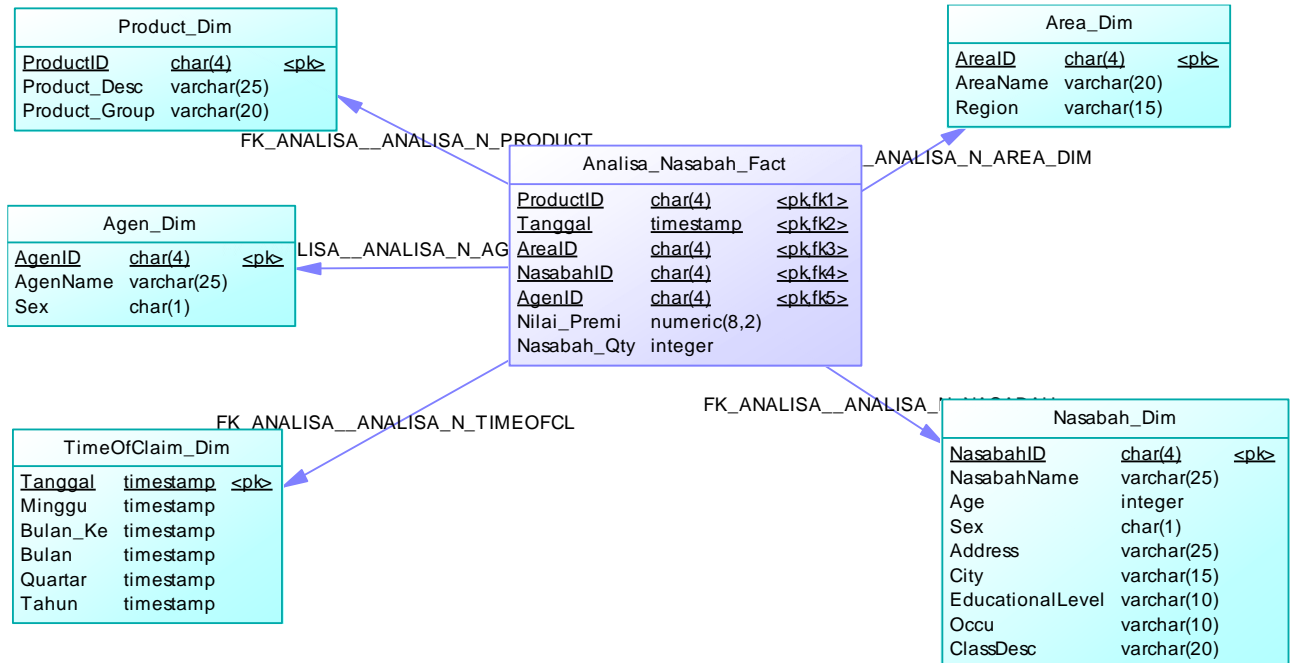 Product_Dim
ProductID char(4) <pk>
Product_Desc varchar(25)
Product_Group varchar(20)
Area_Dim
AreaID char(4) <pk>
AreaName varchar(20)
Region varchar(15)
FK_ANALISA__ANALISA_N_PRODUCT
_ANALISA_N_AREA_DIM
Analisa_Nasabah_Fact
ProductID char(4) <pk,fk1>
Tanggal timestamp <pk,fk2>
AreaID char(4) <pk,fk3>
NasabahID char(4) <pk,fk4>
AgenID char(4) <pk,fk5>
Nilai_Premi numeric(8,2)
Nasabah_Qty integer
Agen_Dim
AgenID char(4) <pk>
AgenName varchar(25)
Sex char(1)
LISA__ANALISA_N_AG
FK_ANALISA__ANALISA_N_TIMEOFCL
FK_ANALISA__ANALISA_
TimeOfClaim_Dim
Tanggal timestamp <pk>
Minggu timestamp
Bulan_Ke timestamp
Bulan timestamp
Quartar timestamp
Tahun timestamp
Nasabah_Dim
NasabahID char(4) <pk>
NasabahName varchar(25)
Age integer
Sex char(1)
Address varchar(25)
City varchar(15)
EducationalLevel varchar(10)
Occu varchar(10)
ClassDesc varchar(20)